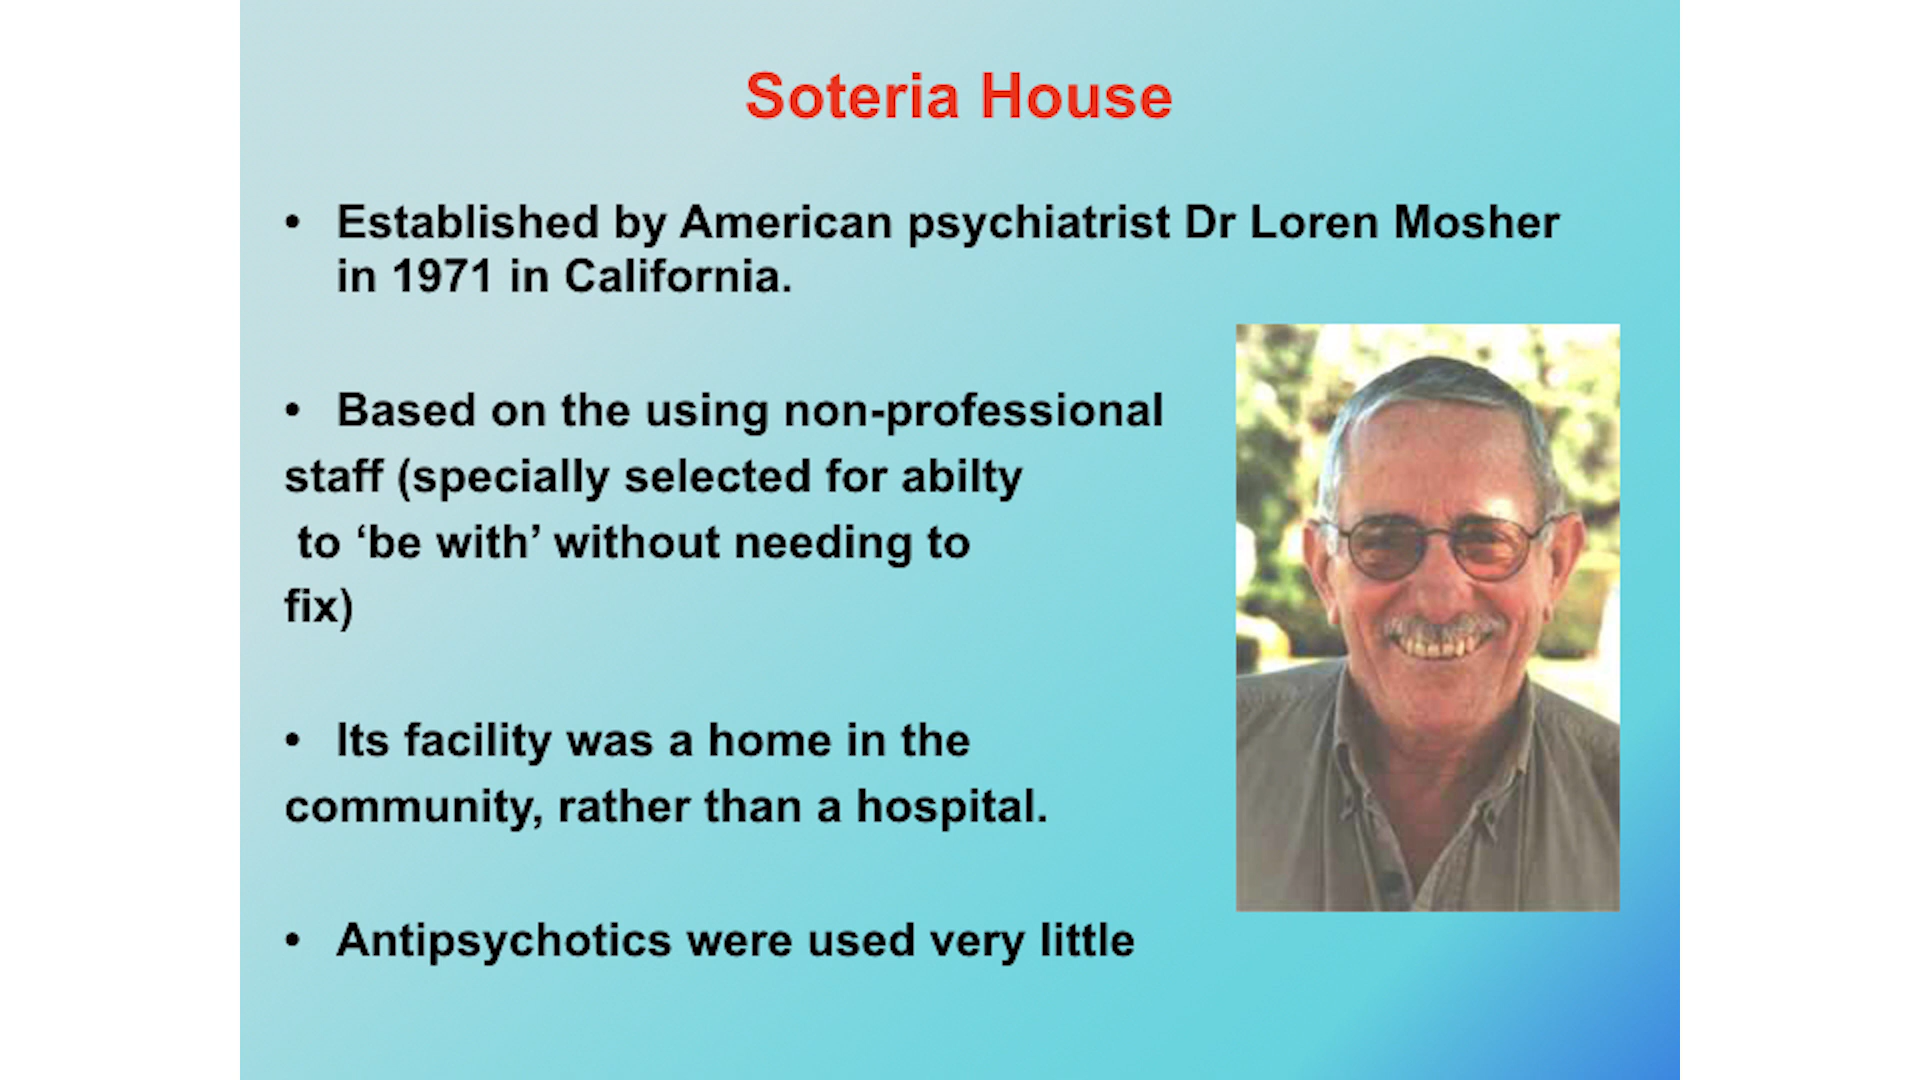 Soteria House
• Established by American psychiatrist Dr Loren Mosher
in 1971 in California.
• Based on the using non-professional
staff (specially selected for abilty
to ‘be with’ without needing to
fix)
• Its facility was a home in the
community, rather than a hospital.
• Antipsychotics were used very little